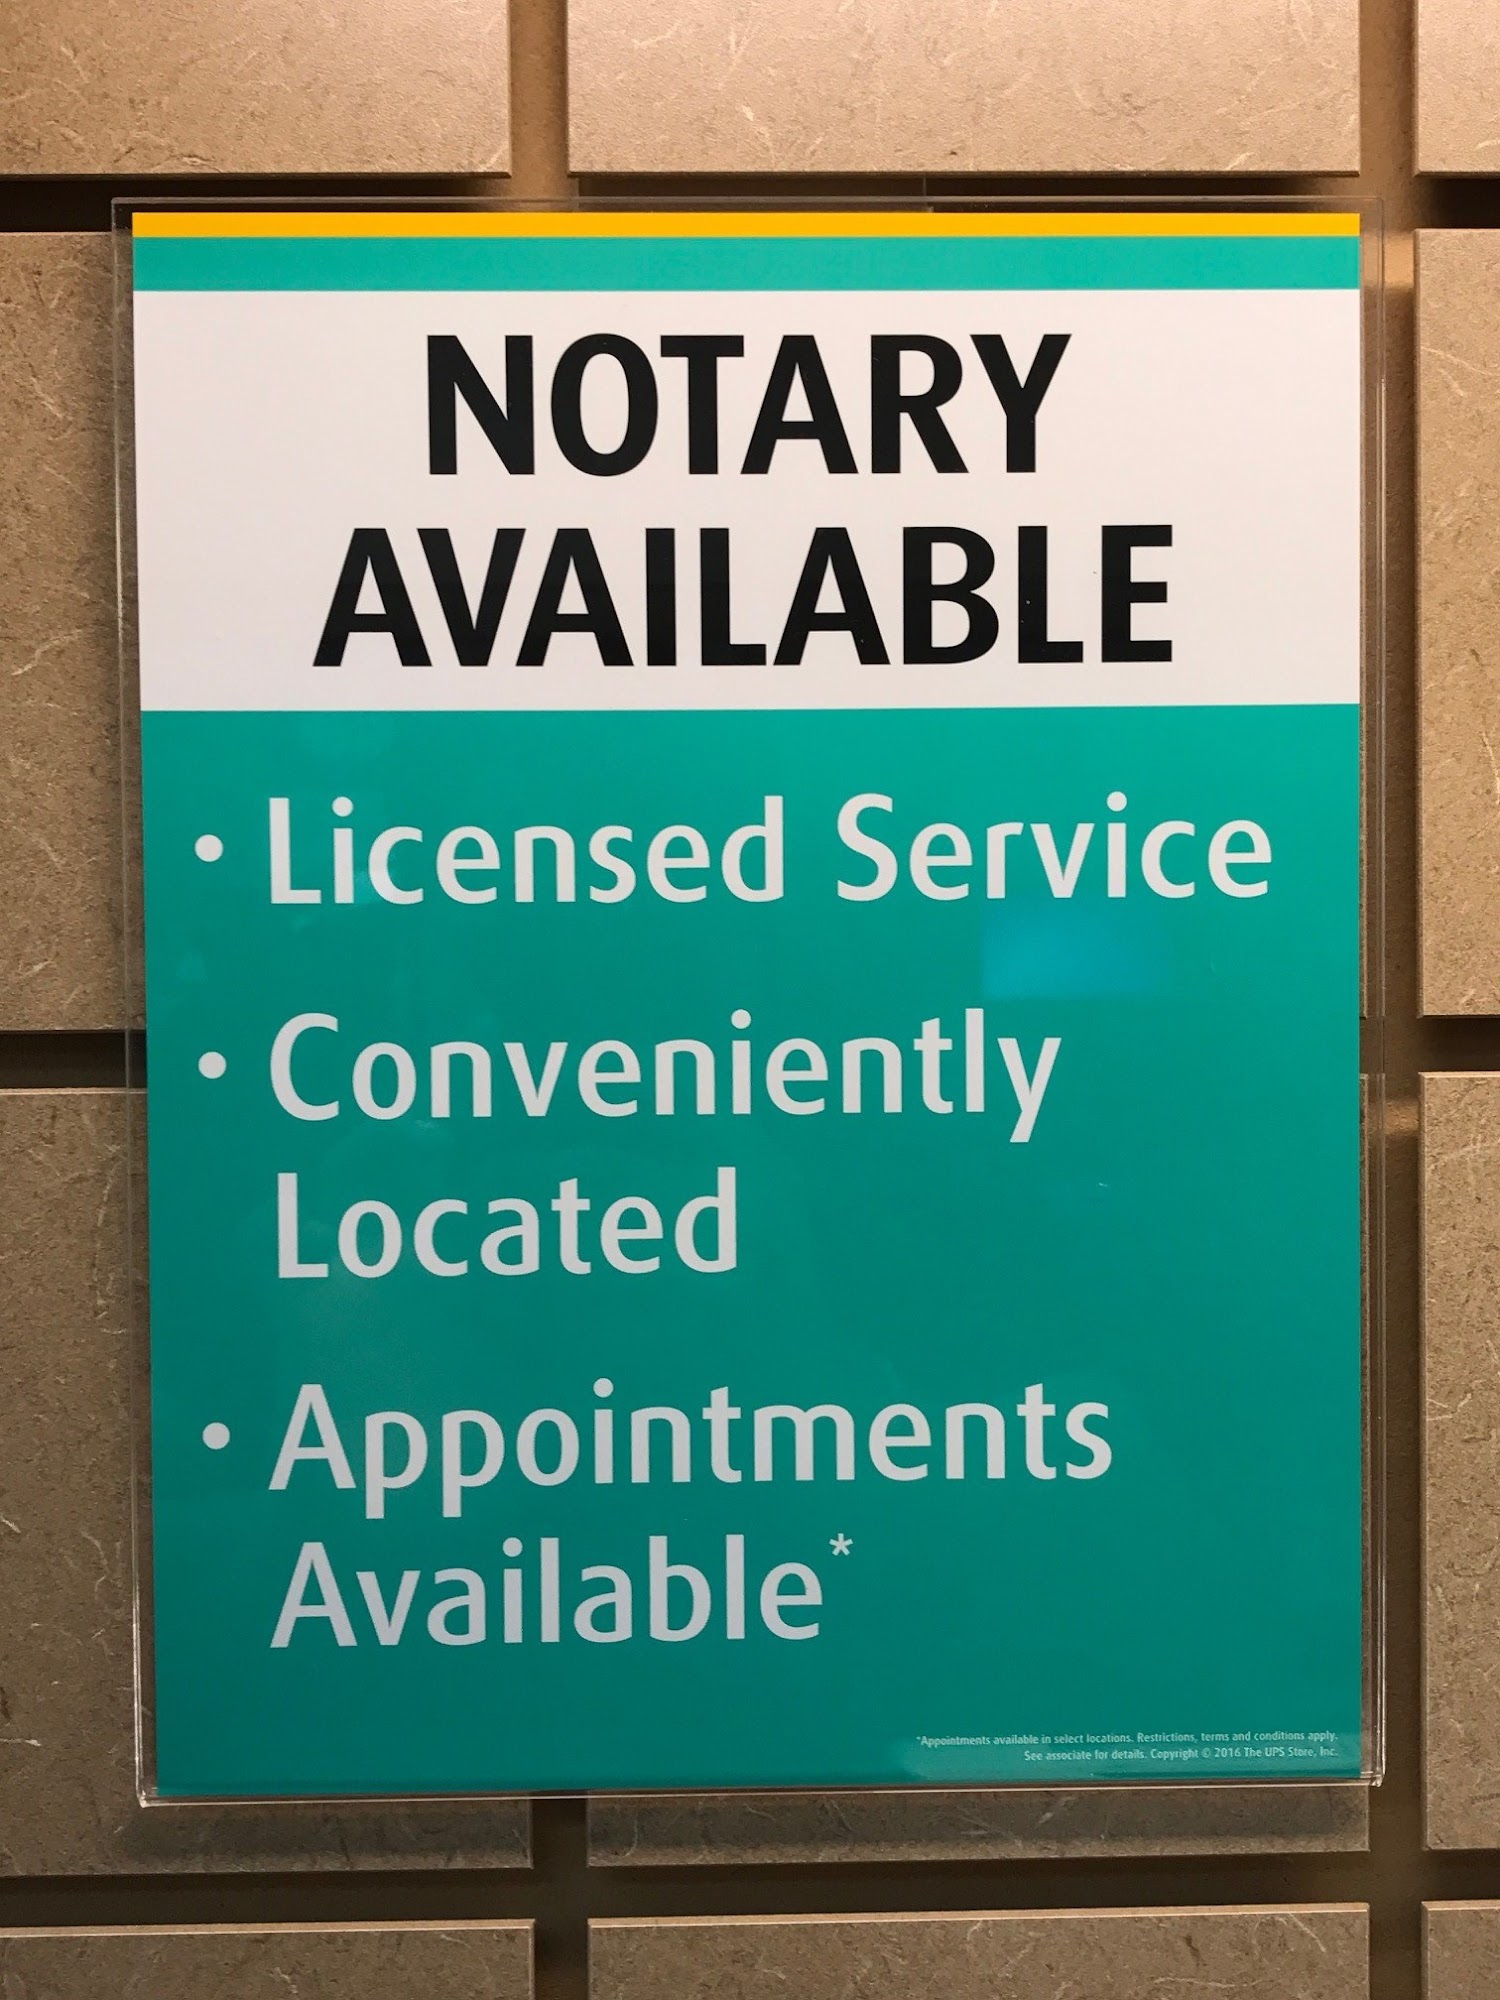 NOTARY
AVAILABLE
• Licensed Service
• Conveniently
Located
• Appointments
Available*
*Appointments available in select locations. Restrictions, terms and conditions apply.
See associate for details. Copyright © 2016 The UPS Store, Inc.